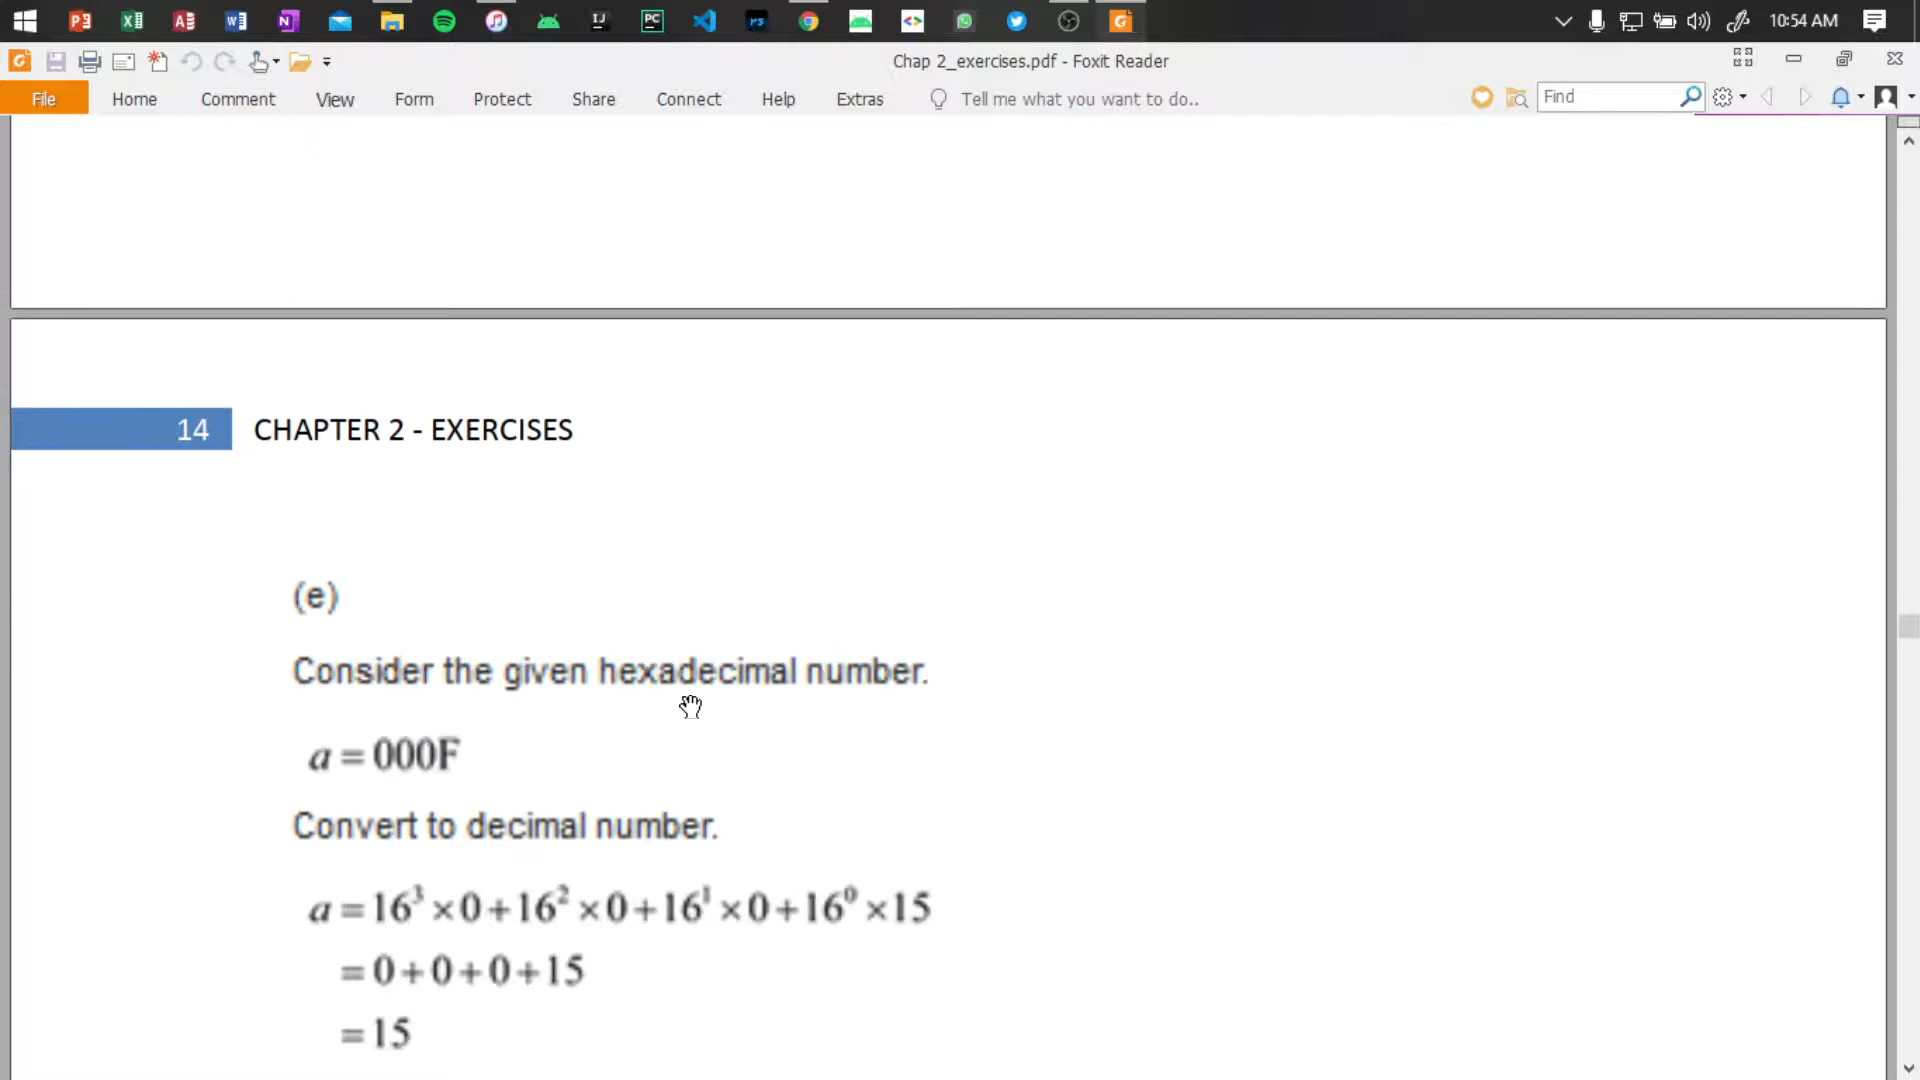 10:54 AM
Chap 2_exercises.pdf - Foxit Reader
File Home Comment View Form Protect Share Connect Help Extras Tell me what you want to do.. Find
14 CHAPTER 2 - EXERCISES
(e)
Consider the given hexadecimal number.
a = 000F
Convert to decimal number.
a = 16³ × 0 + 16² × 0 + 16¹ × 0 + 16⁰ × 15
= 0 + 0 + 0 + 15
= 15